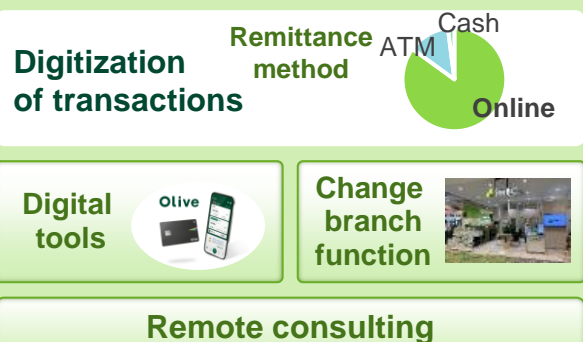 Digitization
of transactions
Remittance
method
Cash
ATM
Online
Digital
tools
Olive
Change
branch
function
Remote consulting